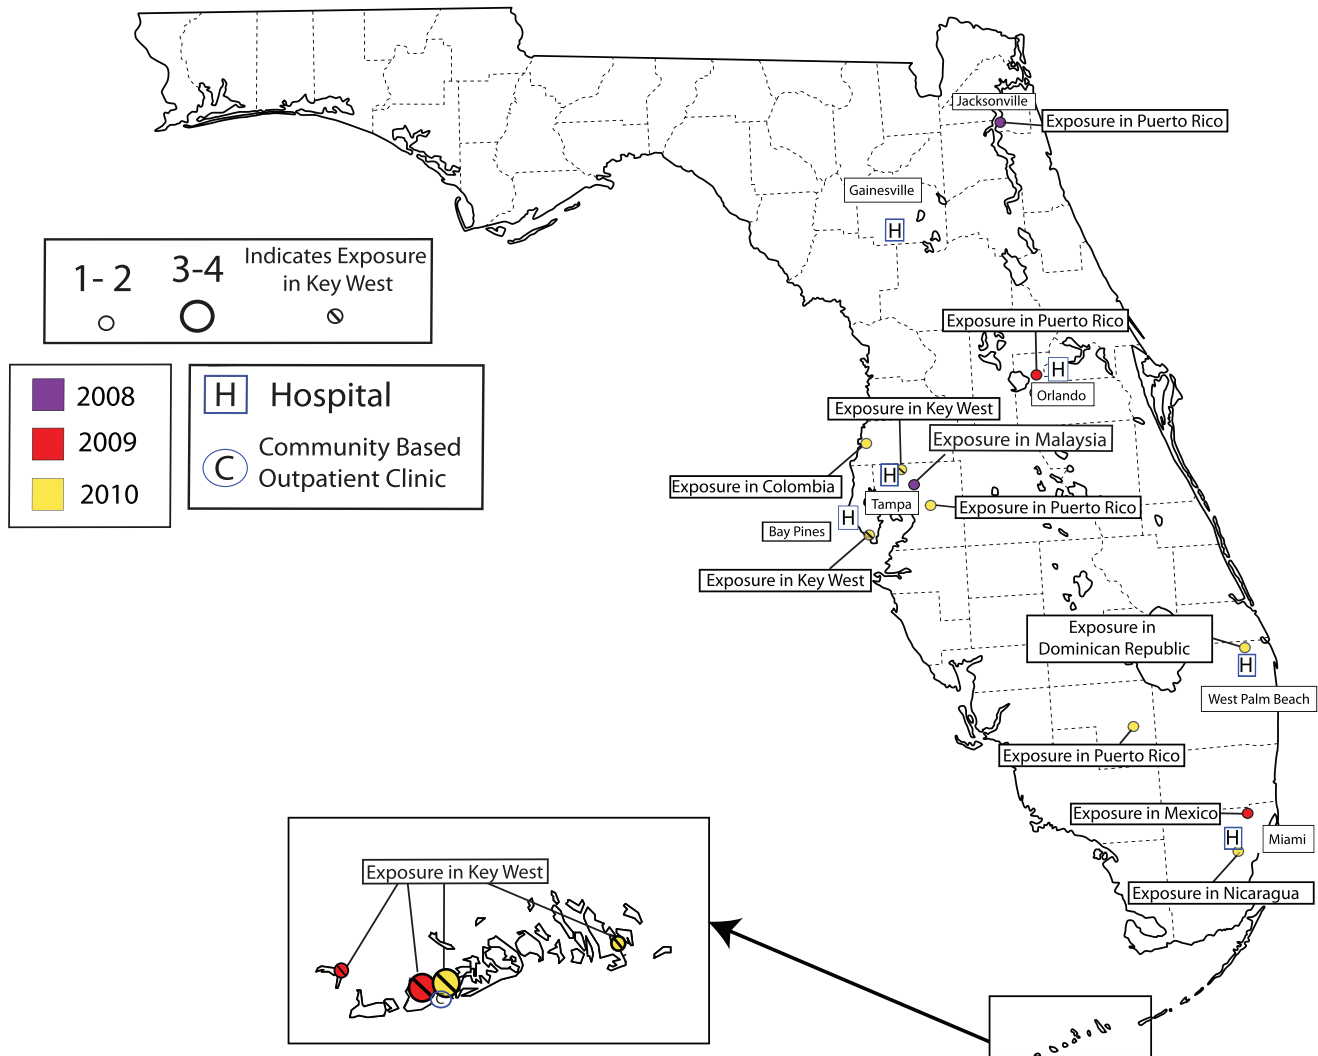 Jacksonville
Exposure in Puerto Rico
Gainesville
H
1- 2
3-4
Indicates Exposure
in Key West
Exposure in Puerto Rico
H
Orlando
2008
2009
2010
H Hospital
C Community Based
Outpatient Clinic
Exposure in Key West
Exposure in Malaysia
H
Exposure in Colombia
Tampa
Exposure in Puerto Rico
H
Bay Pines
Exposure in Key West
Exposure in
Dominican Republic
H
West Palm Beach
Exposure in Puerto Rico
Exposure in Mexico
H
Miami
Exposure in Nicaragua
Exposure in Key West
C